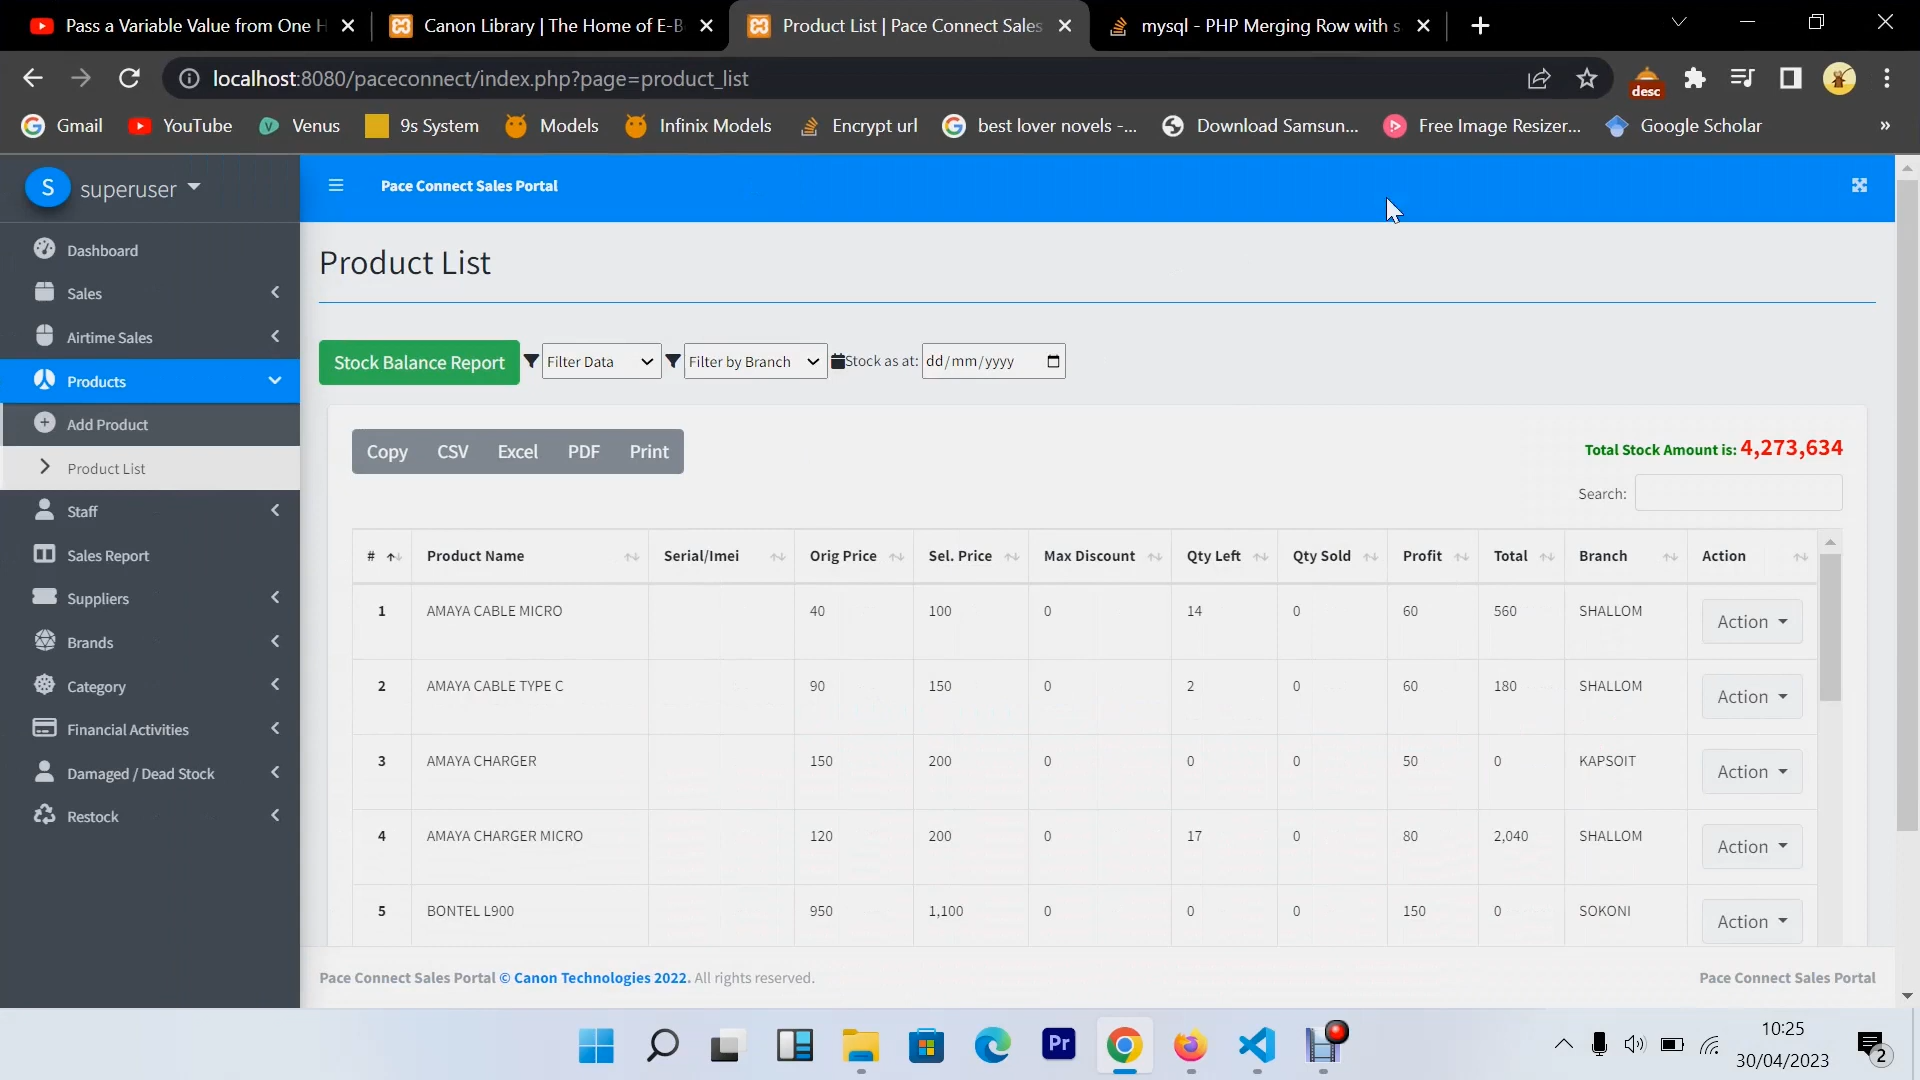 Pass a Variable Value from One H
Canon Library | The Home of E-B
Product List | Pace Connect Sales
mysql - PHP Merging Row with s
localhost:8080/paceconnect/index.php?page=product_list
desc
Gmail YouTube Venus 9s System Models Infinix Models Encrypt url best lover novels -... Download Samsun... Free Image Resizer... Google Scholar »
S superuser
Pace Connect Sales Portal
Dashboard
Sales
Airtime Sales
Products
Add Product
Product List
Staff
Sales Report
Suppliers
Brands
Category
Financial Activities
Damaged / Dead Stock
Restock
Product List
Stock Balance Report Filter Data Filter by Branch Stock as at: dd/mm/yyyy
Copy CSV Excel PDF Print
Total Stock Amount is: 4,273,634
Search:
# Product Name Serial/Imei Orig Price Sel. Price Max Discount Qty Left Qty Sold Profit Total Branch Action
1 AMAYA CABLE MICRO 40 100 0 14 0 60 560 SHALLOM Action
2 AMAYA CABLE TYPE C 90 150 0 2 0 60 180 SHALLOM Action
3 AMAYA CHARGER 150 200 0 0 0 50 0 KAPSOIT Action
4 AMAYA CHARGER MICRO 120 200 0 17 0 80 2,040 SHALLOM Action
5 BONTEL L900 950 1,100 0 0 0 150 0 SOKONI Action
Pace Connect Sales Portal © Canon Technologies 2022. All rights reserved.
Pace Connect Sales Portal
Pr
10:25
30/04/2023
2